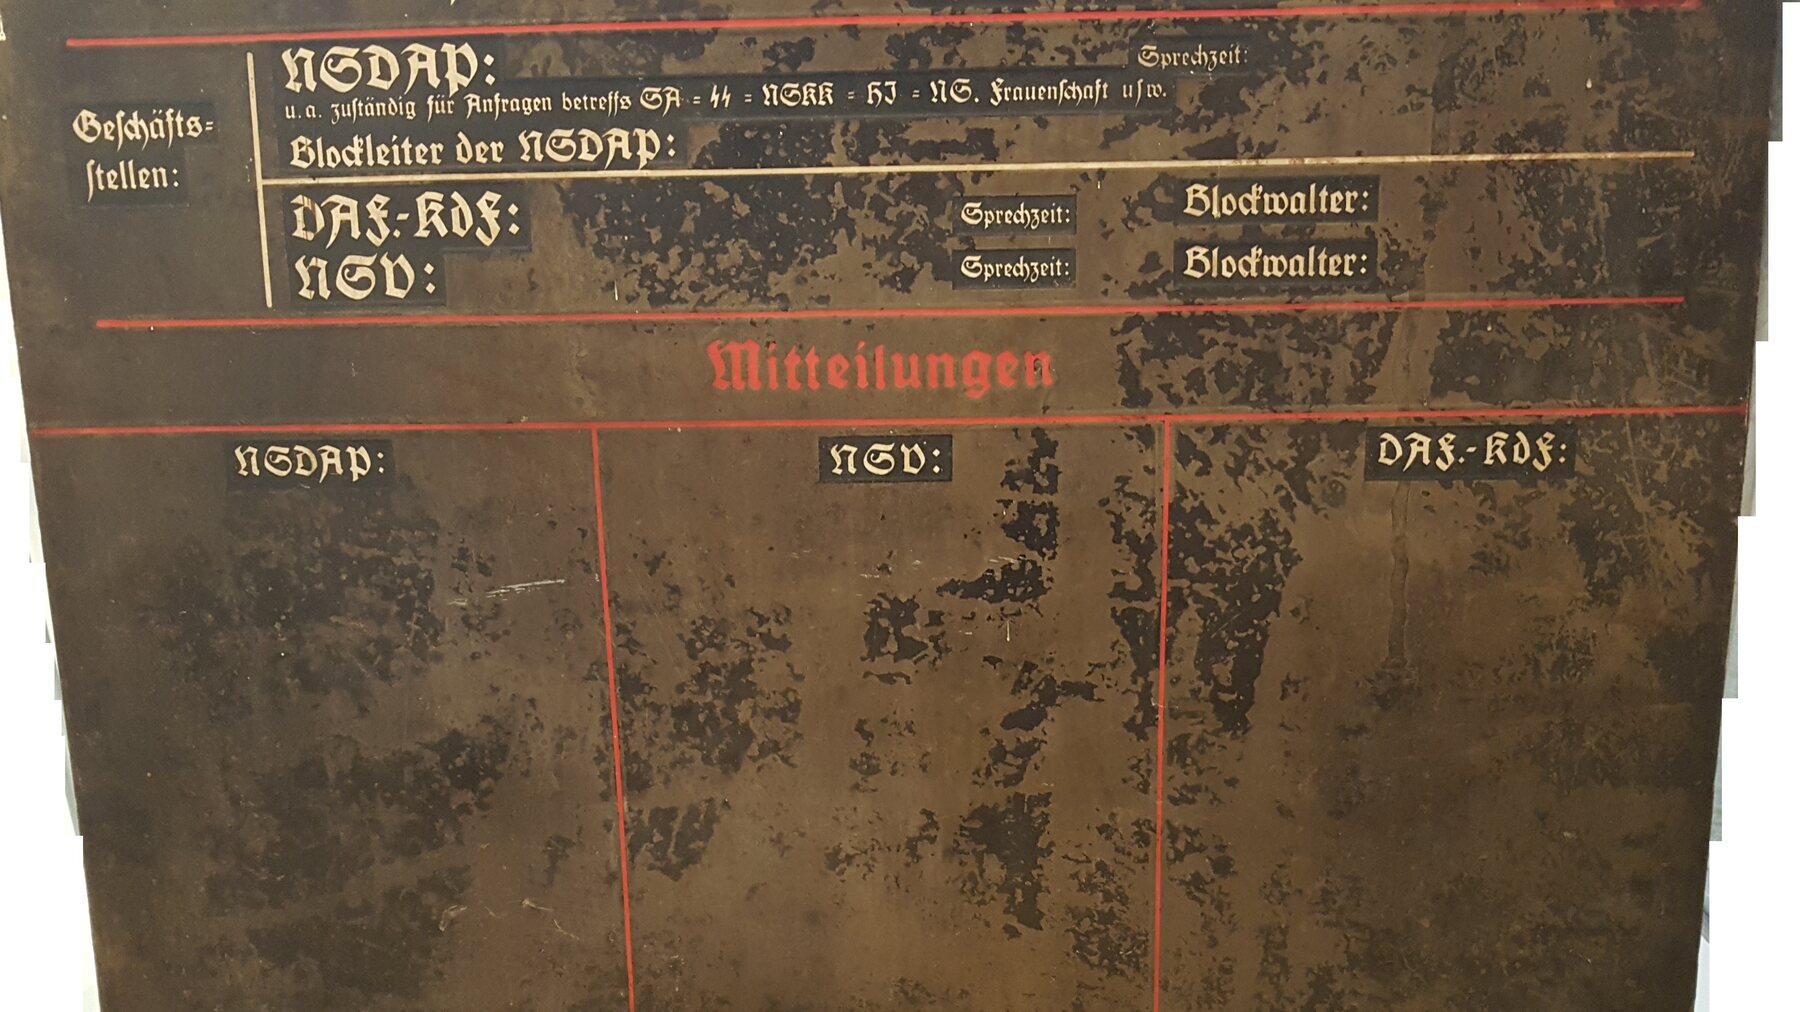 Geschäfts=
stellen:
NSDAP: Sprechzeit:
u. a. zuständig für Anfragen betreffs SA = ᛋᛋ = NSKK = HJ = NS. Frauenschaft usw.
Blockleiter der NSDAP:
DAF.-KdF: Sprechzeit: Blockwalter:
NSV: Sprechzeit: Blockwalter:
Mitteilungen
NSDAP: NSV: DAF.-KdF: